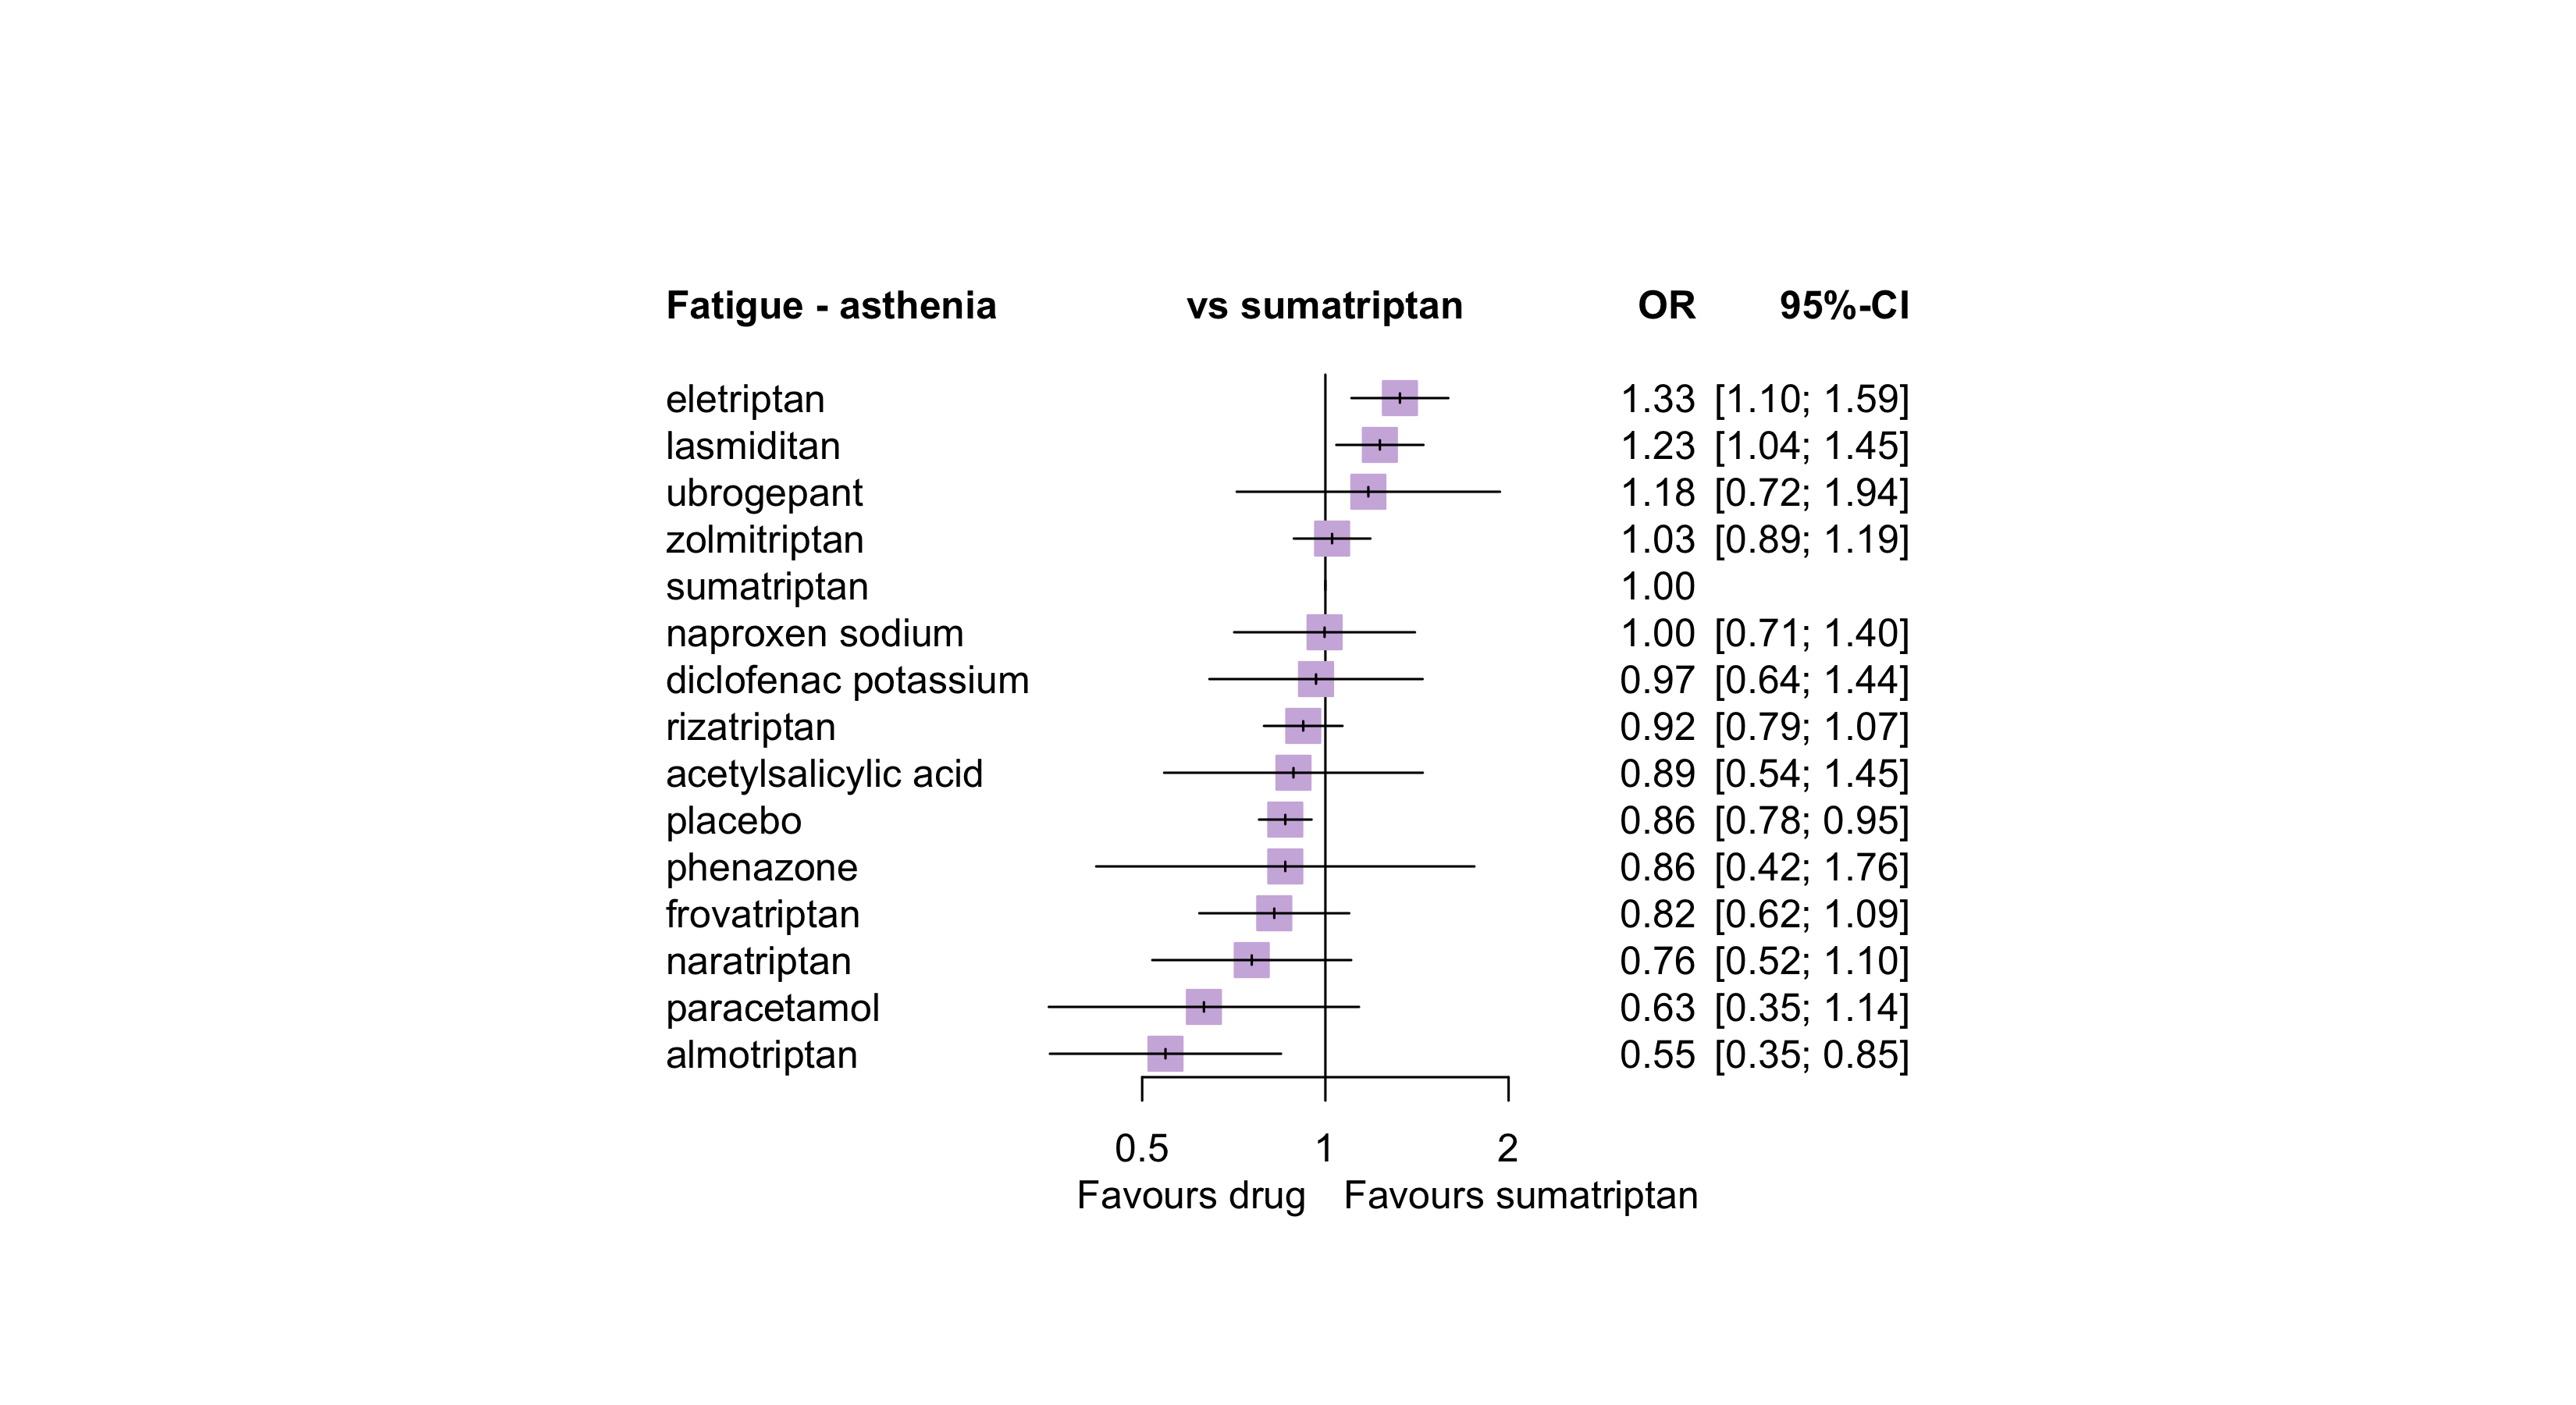 Fatigue - asthenia vs sumatriptan OR 95%-CI
eletriptan 1.33 [1.10; 1.59]
lasmiditan 1.23 [1.04; 1.45]
ubrogepant 1.18 [0.72; 1.94]
zolmitriptan 1.03 [0.89; 1.19]
sumatriptan 1.00
naproxen sodium 1.00 [0.71; 1.40]
diclofenac potassium 0.97 [0.64; 1.44]
rizatriptan 0.92 [0.79; 1.07]
acetylsalicylic acid 0.89 [0.54; 1.45]
placebo 0.86 [0.78; 0.95]
phenazone 0.86 [0.42; 1.76]
frovatriptan 0.82 [0.62; 1.09]
naratriptan 0.76 [0.52; 1.10]
paracetamol 0.63 [0.35; 1.14]
almotriptan 0.55 [0.35; 0.85]
0.5 1 2
Favours drug Favours sumatriptan